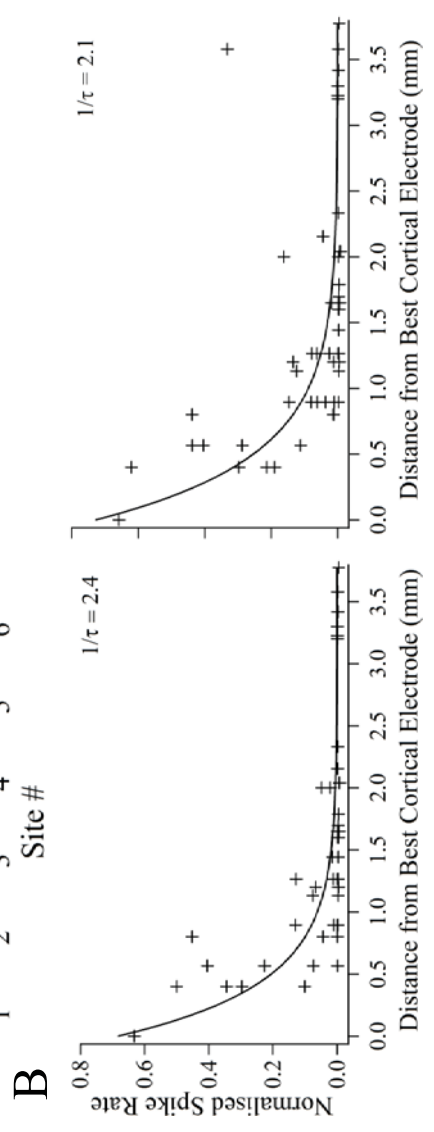 Site #
B
1/τ = 2.4
1/τ = 2.1
Normalised Spike Rate
0.8
0.6
0.4
0.2
0.0
0.0 0.5 1.0 1.5 2.0 2.5 3.0 3.5
0.0 0.5 1.0 1.5 2.0 2.5 3.0 3.5
Distance from Best Cortical Electrode (mm)
Distance from Best Cortical Electrode (mm)